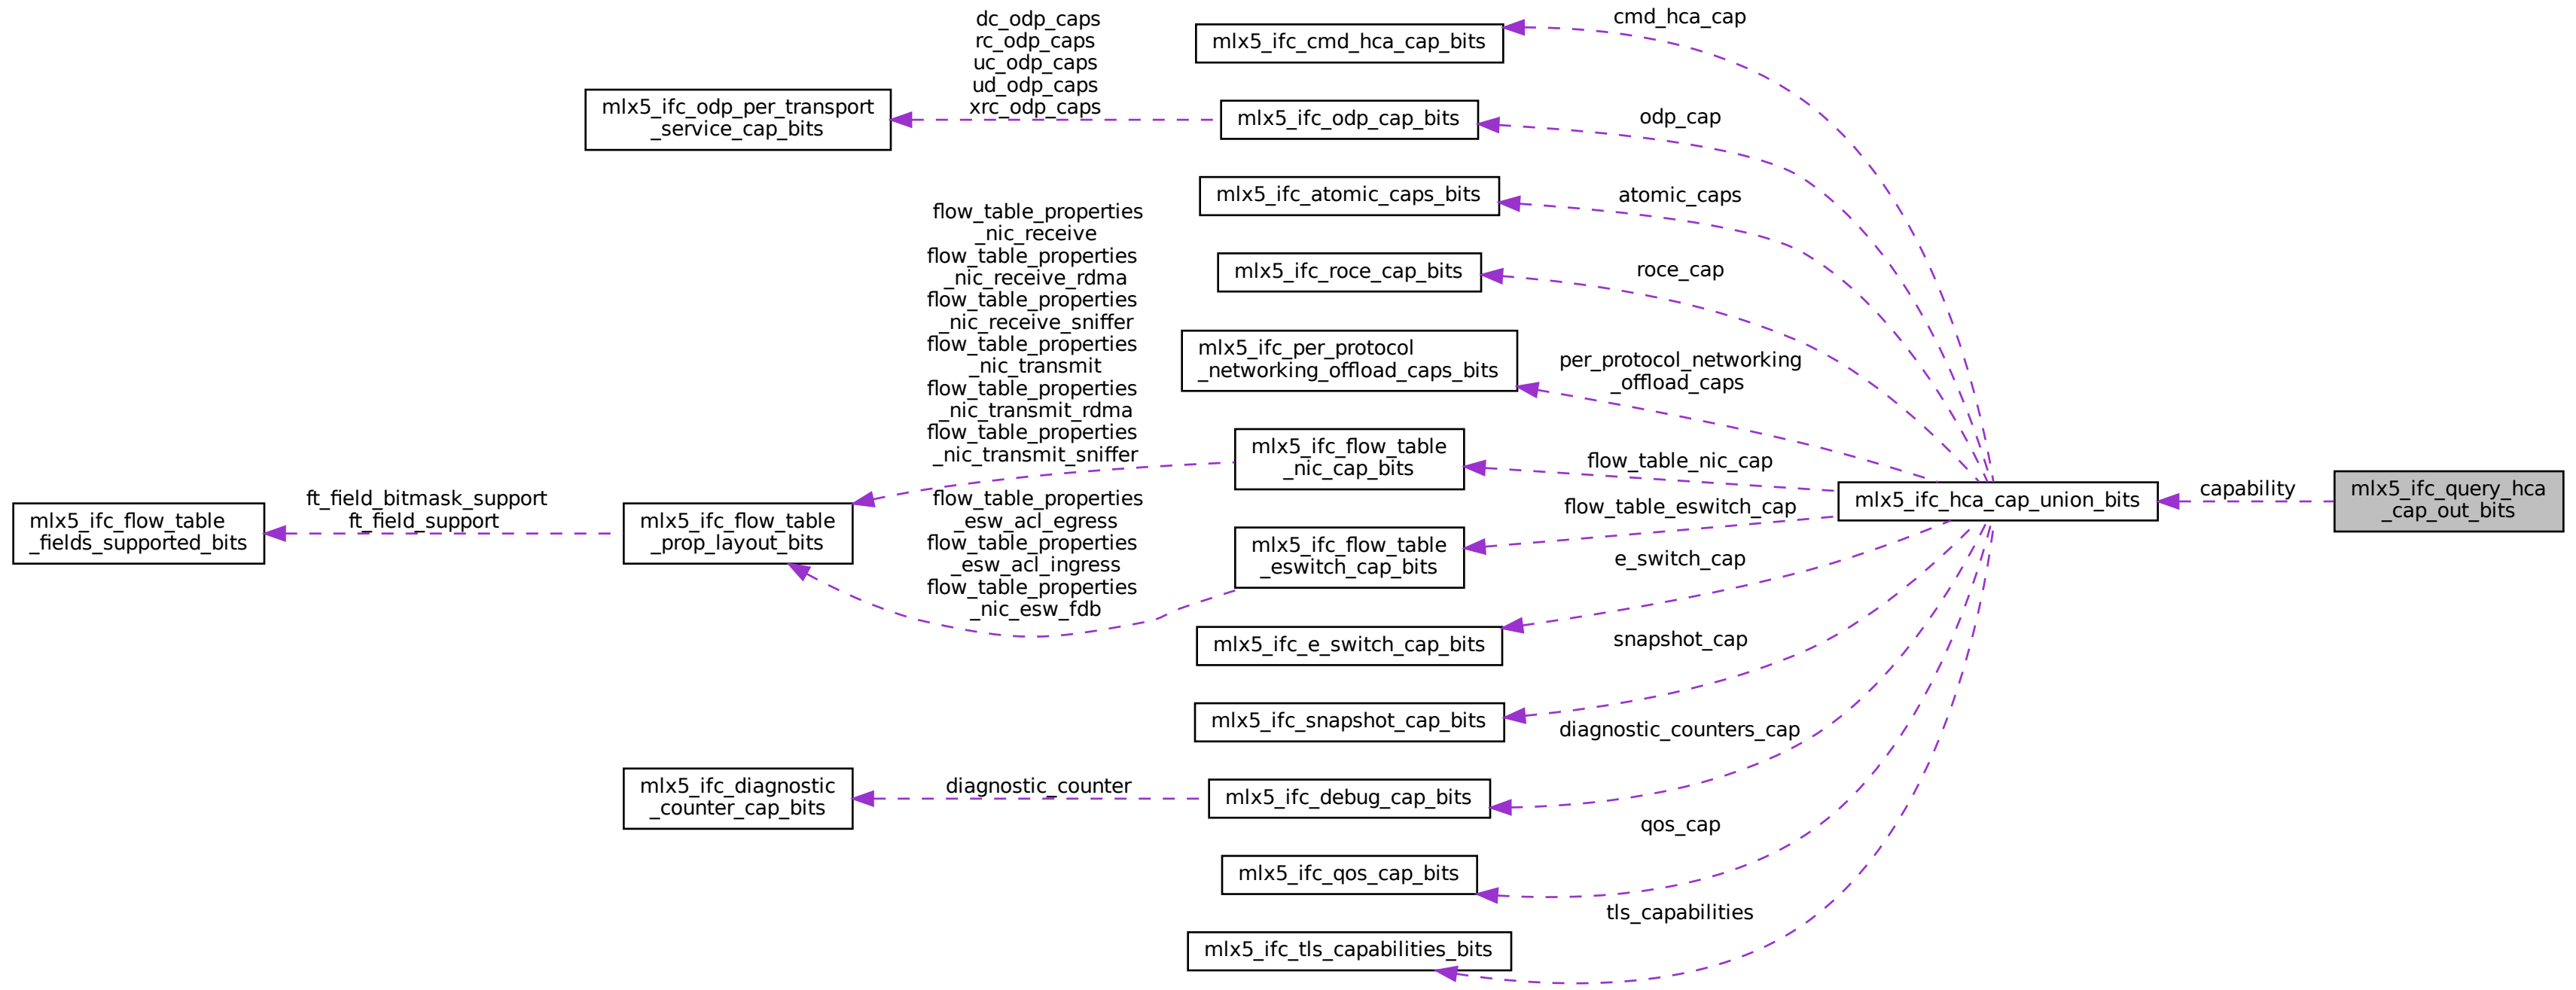 dc_odp_caps
rc_odp_caps
uc_odp_caps
ud_odp_caps
xrc_odp_caps
mlx5_ifc_cmd_hca_cap_bits
cmd_hca_cap
mlx5_ifc_odp_per_transport
_service_cap_bits
mlx5_ifc_odp_cap_bits
odp_cap
mlx5_ifc_atomic_caps_bits
atomic_caps
flow_table_properties
_nic_receive
flow_table_properties
_nic_receive_rdma
flow_table_properties
_nic_receive_sniffer
flow_table_properties
_nic_transmit
flow_table_properties
_nic_transmit_rdma
flow_table_properties
_nic_transmit_sniffer
mlx5_ifc_roce_cap_bits
roce_cap
mlx5_ifc_per_protocol
_networking_offload_caps_bits
per_protocol_networking
_offload_caps
mlx5_ifc_flow_table
_nic_cap_bits
flow_table_nic_cap
mlx5_ifc_flow_table
_fields_supported_bits
ft_field_bitmask_support
ft_field_support
mlx5_ifc_flow_table
_prop_layout_bits
flow_table_properties
_esw_acl_egress
flow_table_properties
_esw_acl_ingress
flow_table_properties
_nic_esw_fdb
mlx5_ifc_flow_table
_eswitch_cap_bits
flow_table_eswitch_cap
mlx5_ifc_hca_cap_union_bits
capability
mlx5_ifc_query_hca
_cap_out_bits
e_switch_cap
mlx5_ifc_e_switch_cap_bits
snapshot_cap
mlx5_ifc_snapshot_cap_bits
diagnostic_counters_cap
mlx5_ifc_diagnostic
_counter_cap_bits
diagnostic_counter
mlx5_ifc_debug_cap_bits
qos_cap
mlx5_ifc_qos_cap_bits
tls_capabilities
mlx5_ifc_tls_capabilities_bits